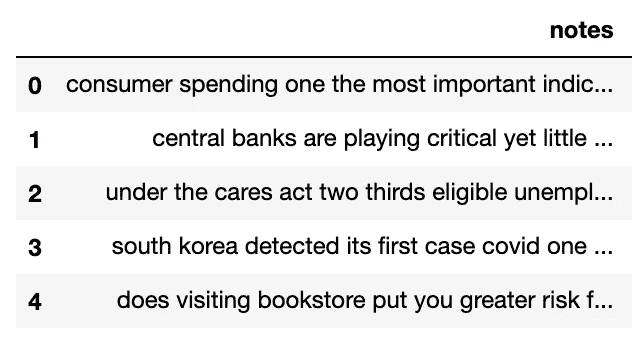 notes
0 consumer spending one the most important indic...
1 central banks are playing critical yet little ...
2 under the cares act two thirds eligible unempl...
3 south korea detected its first case covid one ...
4 does visiting bookstore put you greater risk f...